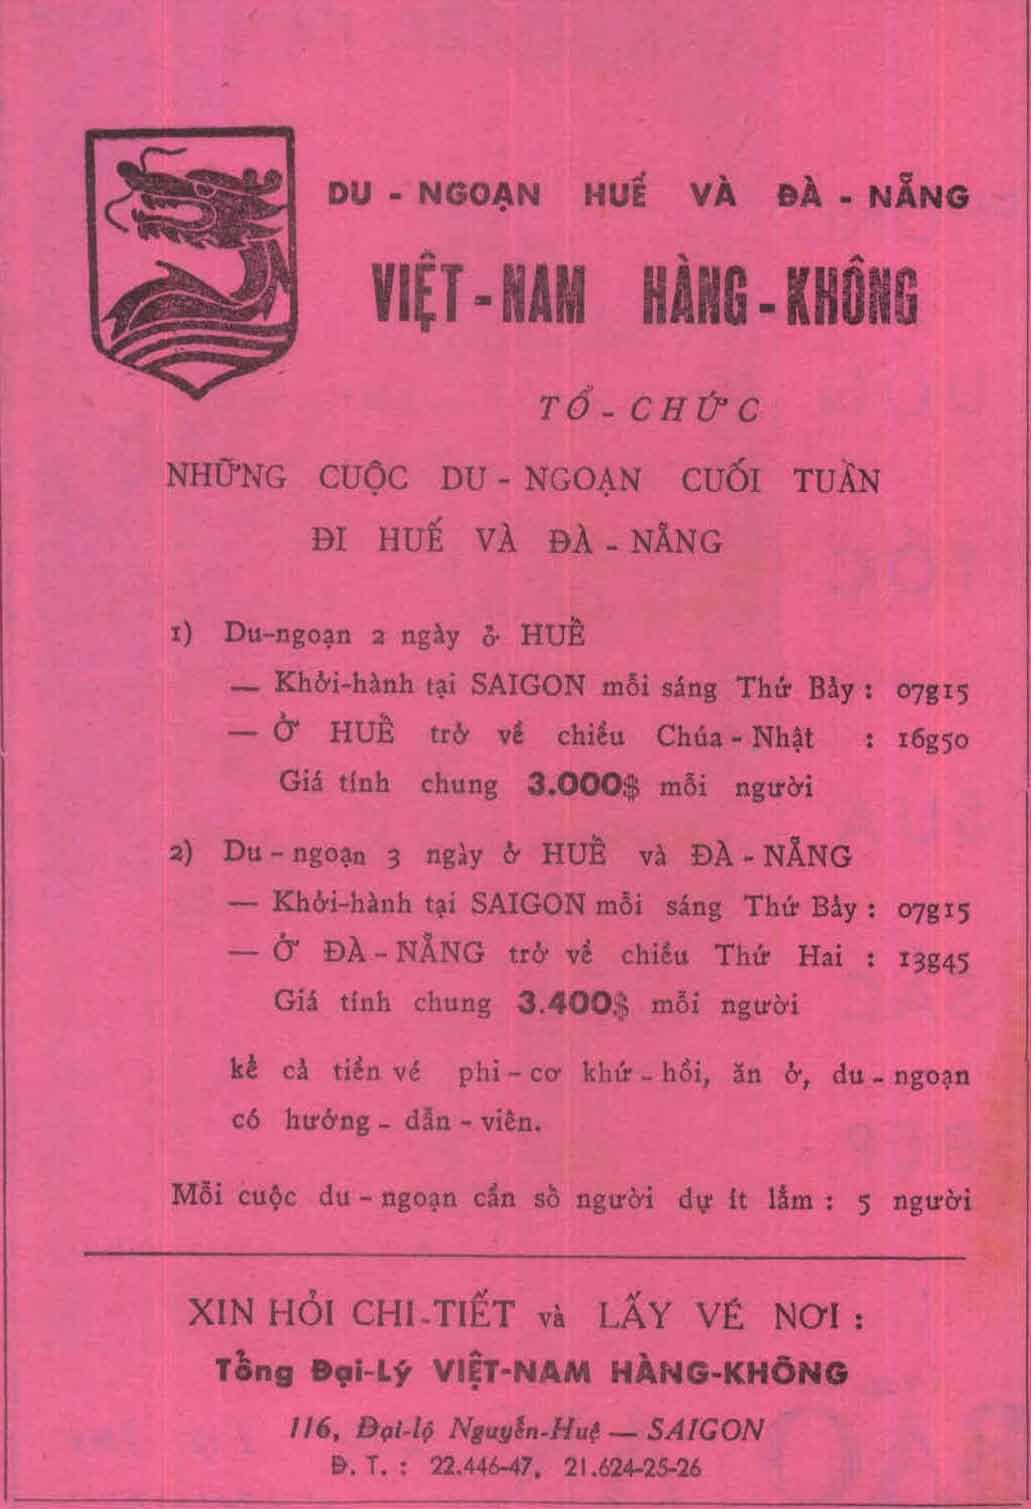 DU - NGOẠN HUẾ VÀ ĐÀ - NẴNG
VIỆT - NAM HÀNG - KHÔNG
TỔ - CHỨC
NHỮNG CUỘC DU - NGOẠN CUỐI TUẦN
ĐI HUẾ VÀ ĐÀ - NẴNG
1) Du-ngoạn 2 ngày ở HUẾ
— Khởi-hành tại SAIGON mỗi sáng Thứ Bảy : 07g15
— Ở HUẾ trở về chiều Chúa - Nhật : 16g50
Giá tính chung 3.000$ mỗi người
2) Du - ngoạn 3 ngày ở HUẾ và ĐÀ - NẴNG
— Khởi-hành tại SAIGON mỗi sáng Thứ Bảy : 07g15
— Ở ĐÀ - NẴNG trở về chiều Thứ Hai : 13g45
Giá tính chung 3.400$ mỗi người
kể cả tiền vé phi - cơ khứ - hồi, ăn ở, du - ngoạn
có hướng - dẫn - viên.
Mỗi cuộc du - ngoạn cần số người dự ít lắm : 5 người
XIN HỎI CHI-TIẾT và LẤY VÉ NƠI :
Tổng Đại-Lý VIỆT-NAM HÀNG-KHÔNG
116, Đại-lộ Nguyễn-Huệ — SAIGON
Đ. T. : 22.446-47, 21.624-25-26